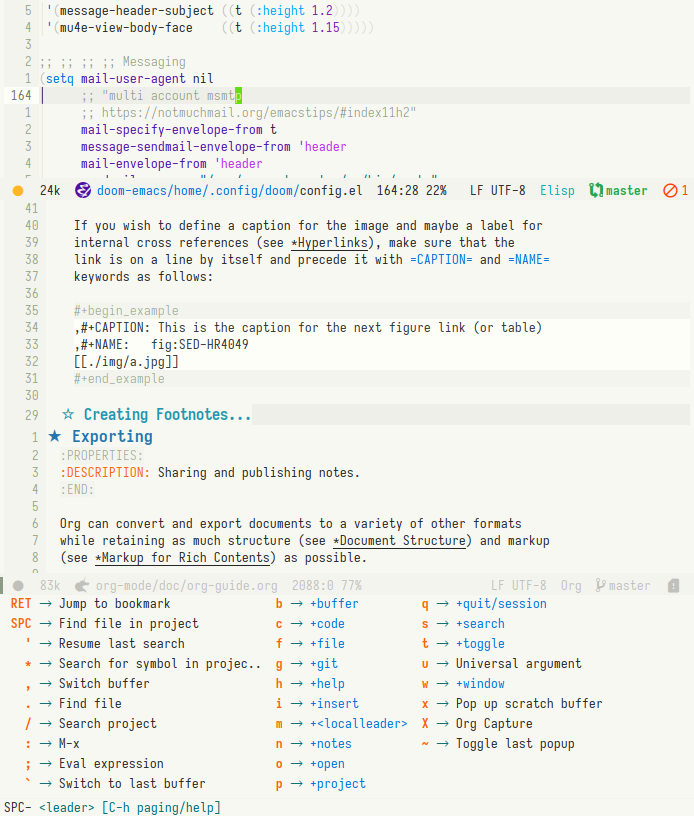 5 '(message-header-subject ((t (:height 1.2))))
4 '(mu4e-view-body-face    ((t (:height 1.15)))))
3
2 ;; ;; ;; ;; Messaging
1 (setq mail-user-agent nil
164 ;; "multi account msmtp
1 ;; https://notmuchmail.org/emacstips/#index11h2"
2 mail-specify-envelope-from t
3 message-sendmail-envelope-from 'header
4 mail-envelope-from 'header
24k doom-emacs/home/.config/doom/config.el 164:28 22% LF UTF-8 Elisp master 1
41
40 If you wish to define a caption for the image and maybe a label for
39 internal cross references (see *Hyperlinks), make sure that the
38 link is on a line by itself and precede it with =CAPTION= and =NAME=
37 keywords as follows:
36
35 #+begin_example
34 ,#+CAPTION: This is the caption for the next figure link (or table)
33 ,#+NAME:   fig:SED-HR4049
32 [[./img/a.jpg]]
31 #+end_example
30
29 ☆ Creating Footnotes...
1 ★ Exporting
2 :PROPERTIES:
3 :DESCRIPTION: Sharing and publishing notes.
4 :END:
5
6 Org can convert and export documents to a variety of other formats
7 while retaining as much structure (see *Document Structure) and markup
8 (see *Markup for Rich Contents) as possible.
83k org-mode/doc/org-guide.org 2088:0 77% LF UTF-8 Org master
RET → Jump to bookmark b → +buffer q → +quit/session
SPC → Find file in project c → +code s → +search
' → Resume last search f → +file t → +toggle
* → Search for symbol in projec.. g → +git u → Universal argument
, → Switch buffer h → +help w → +window
. → Find file i → +insert x → Pop up scratch buffer
/ → Search project m → +<localleader> X → Org Capture
: → M-x n → +notes ~ → Toggle last popup
; → Eval expression o → +open
` → Switch to last buffer p → +project
SPC- <leader> [C-h paging/help]